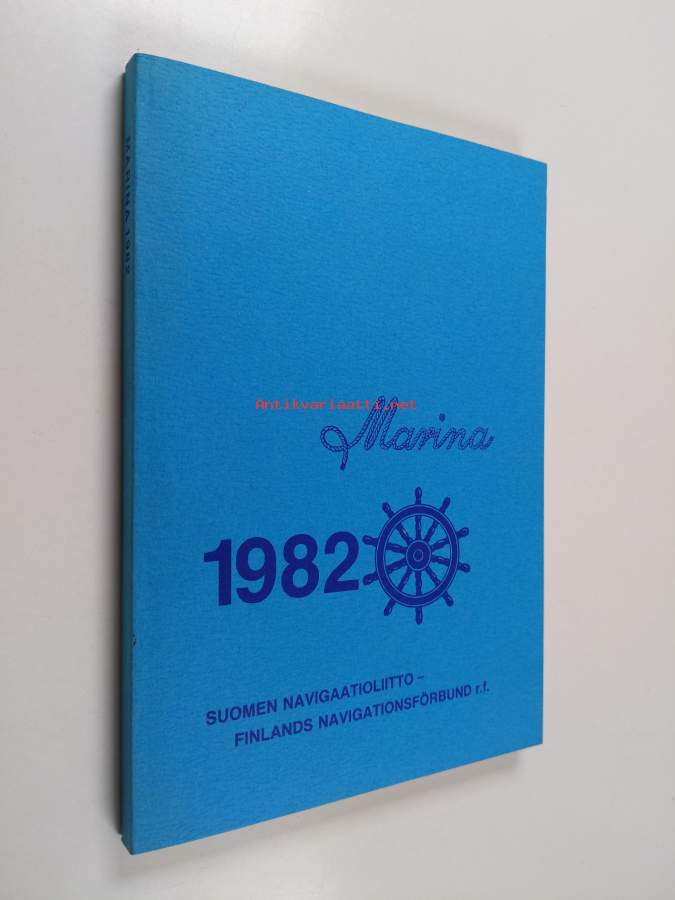 MARINA 1982
Antikvariaatti.net
Marina
1982
SUOMEN NAVIGAATIOLIITTO –
FINLANDS NAVIGATIONSFÖRBUND r.f.